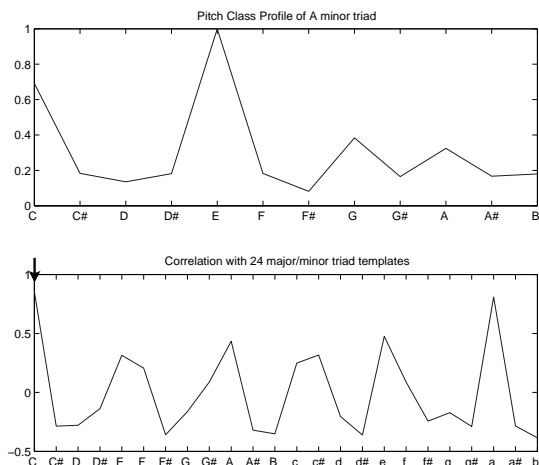 Pitch Class Profile of A minor triad
1
0.8
0.6
0.4
0.2
0
C C# D D# E F F# G G# A A# B
Correlation with 24 major/minor triad templates
1
0.5
0
−0.5
C C# D D# E F F# G G# A A# B c c# d d# e f f# g g# a a# b